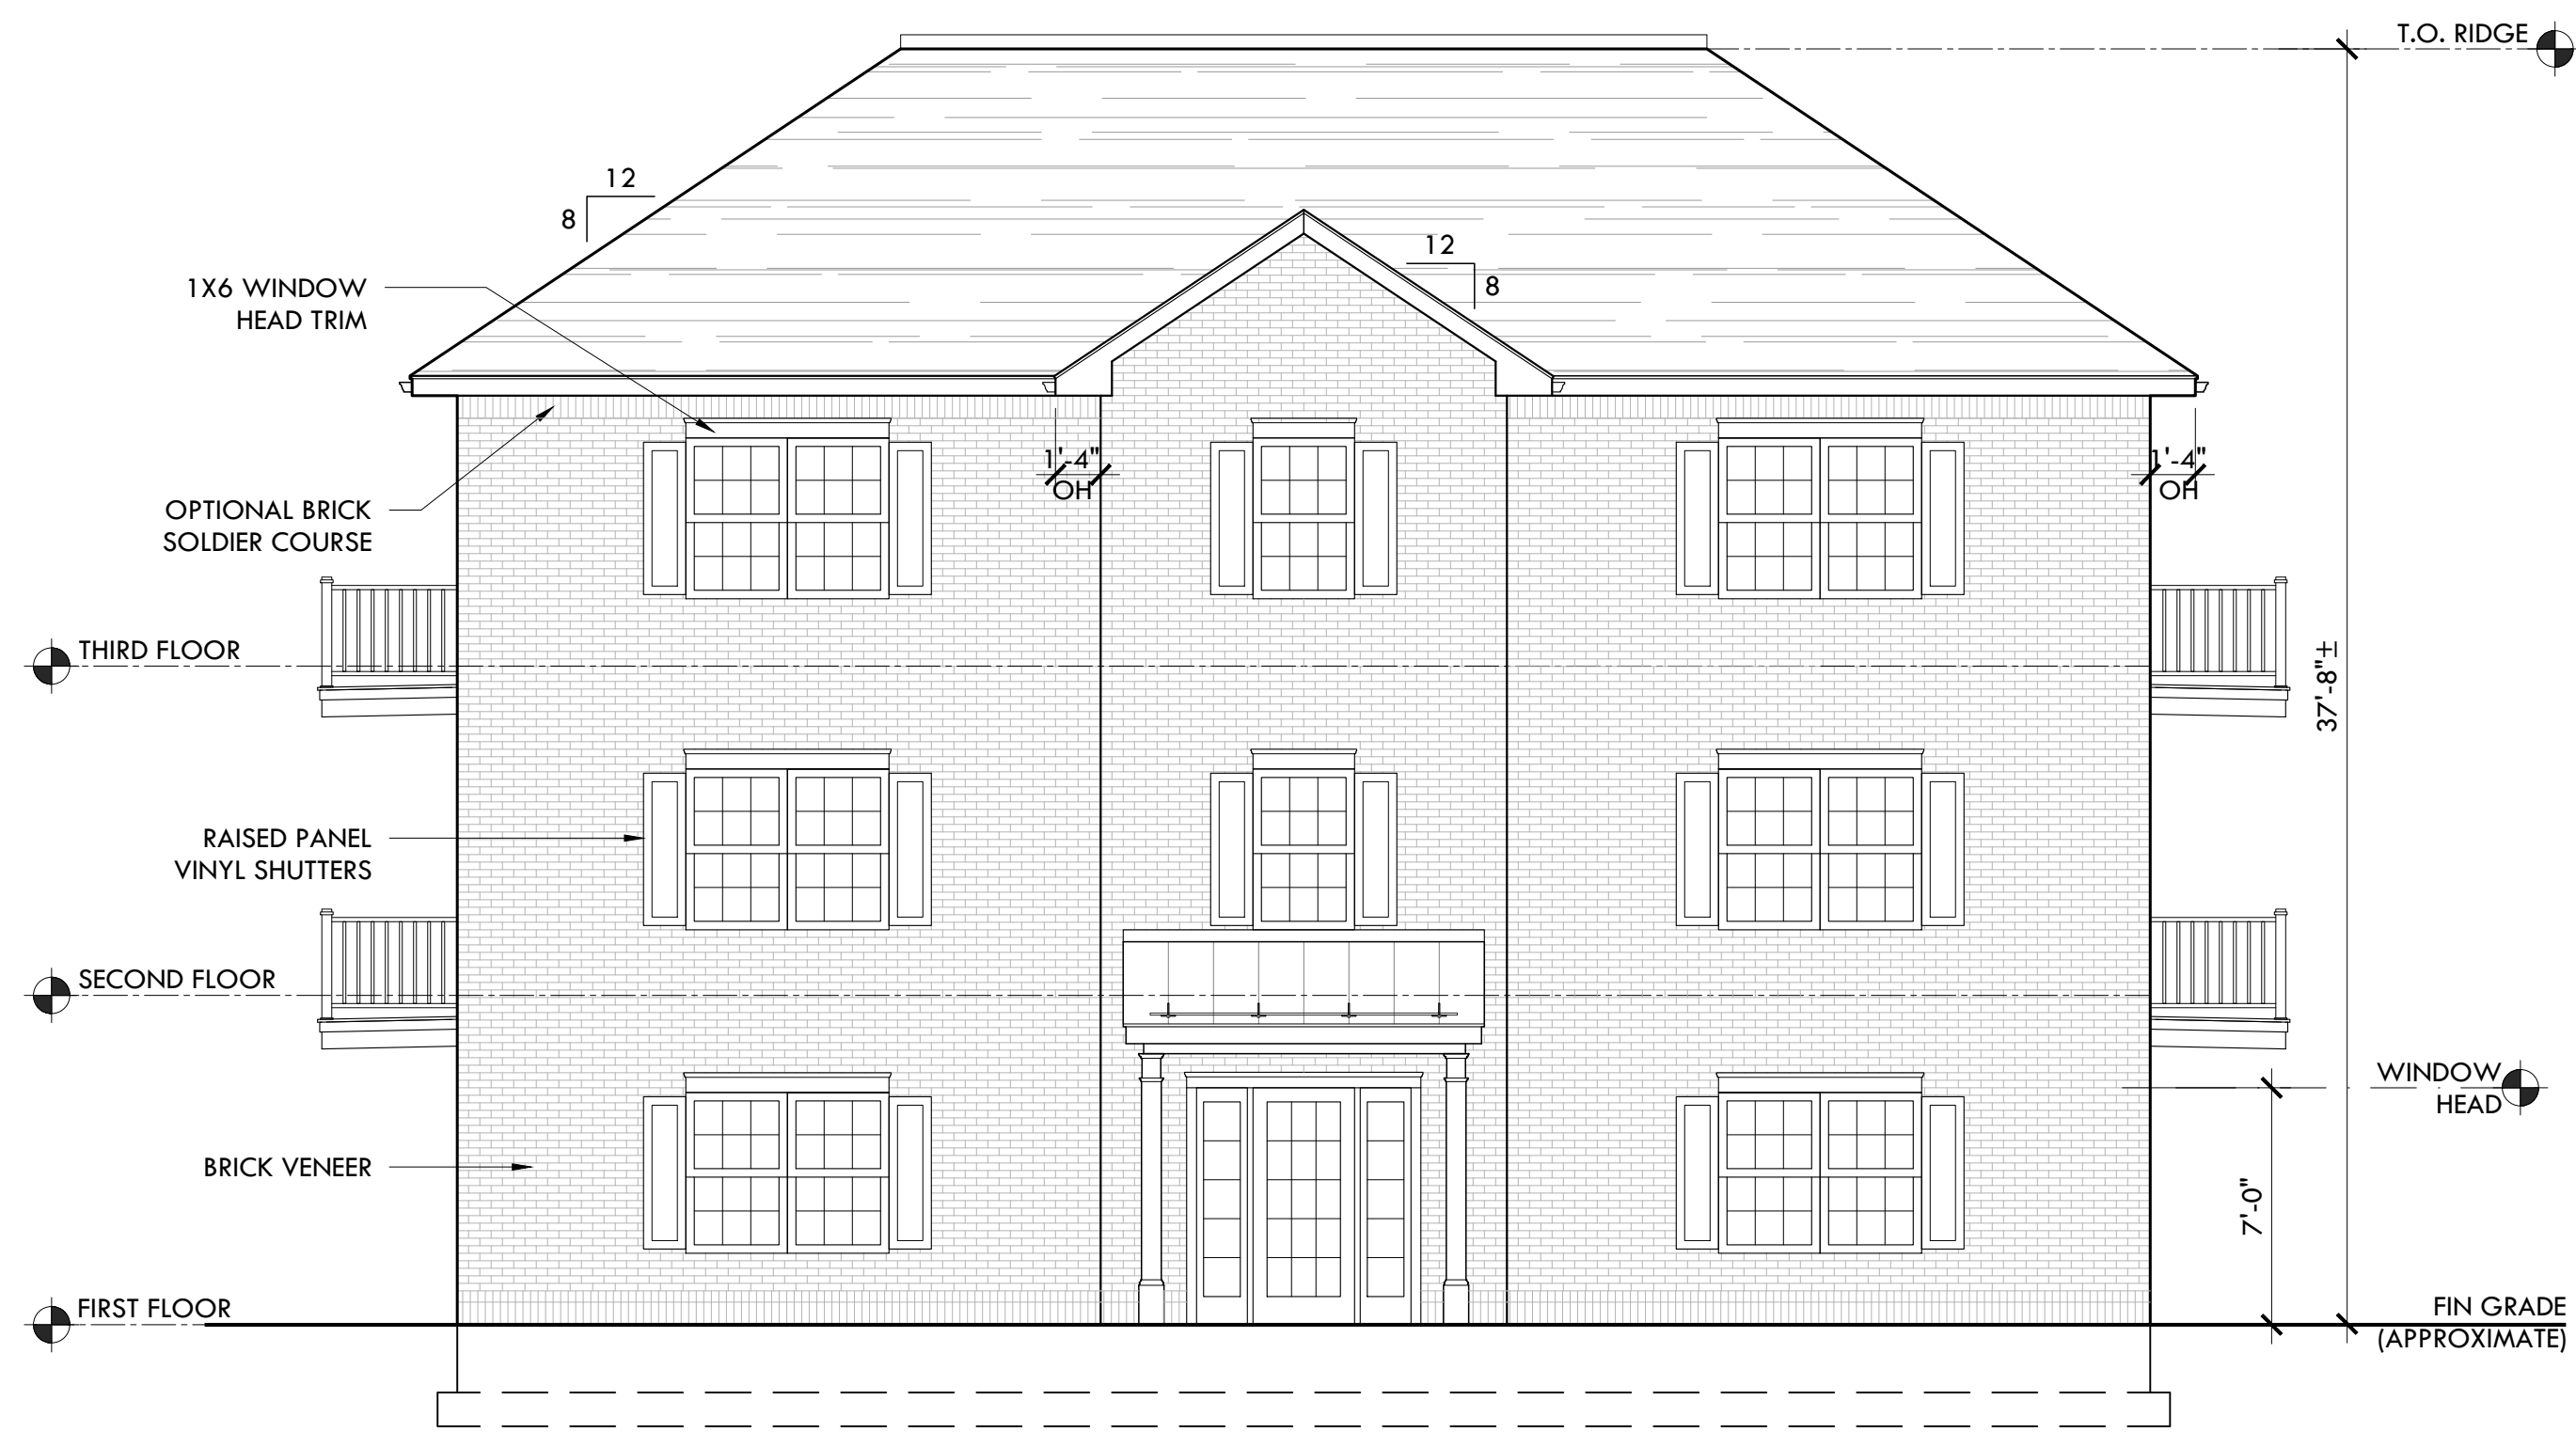 T.O. RIDGE
12
8
12
8
1X6 WINDOW
HEAD TRIM
1'-4"
OH
1'-4"
OH
OPTIONAL BRICK
SOLDIER COURSE
THIRD FLOOR
37'-8"±
RAISED PANEL
VINYL SHUTTERS
SECOND FLOOR
WINDOW
HEAD
BRICK VENEER
7'-0"
FIRST FLOOR
FIN GRADE
(APPROXIMATE)